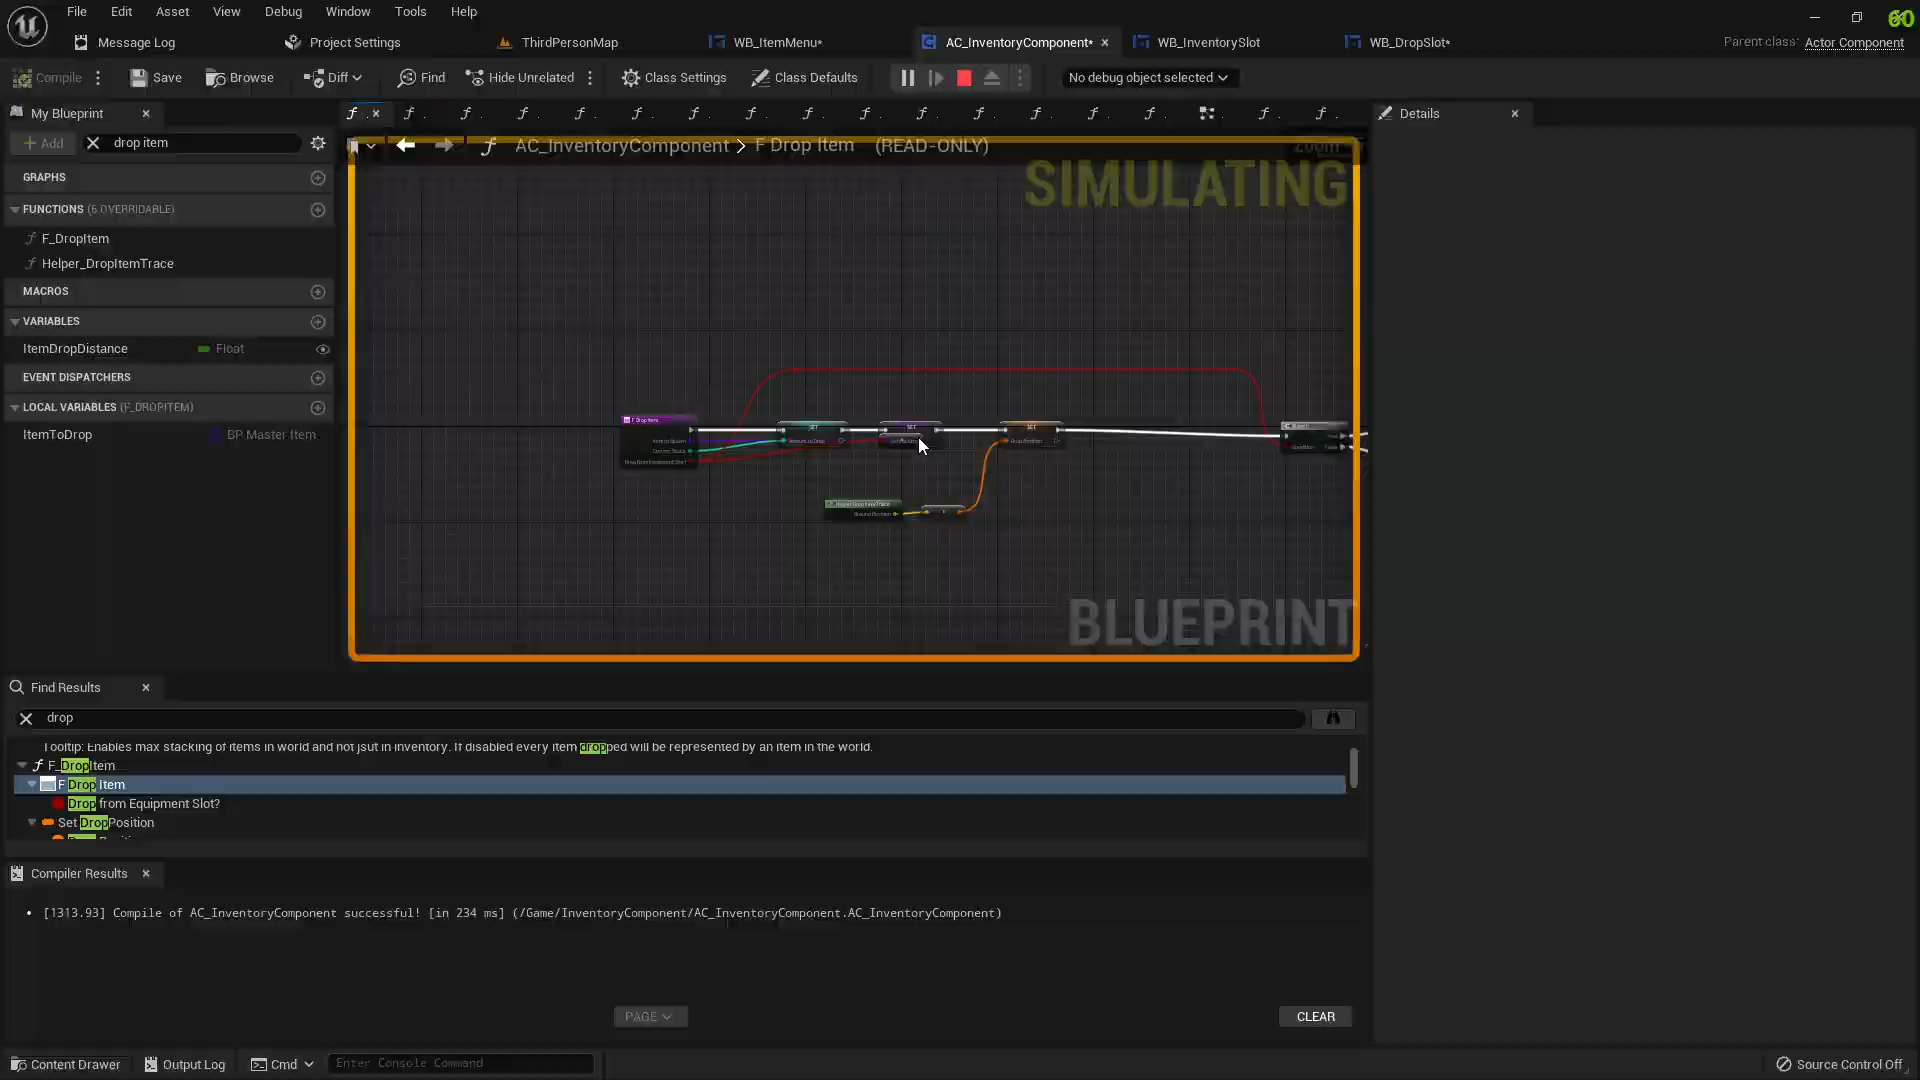 File Edit Asset View Debug Window Tools Help
60
Message Log
Project Settings
ThirdPersonMap
WB_ItemMenu*
AC_InventoryComponent*
WB_InventorySlot
WB_DropSlot*
Parent class: Actor Component
Compile
Save
Browse
Diff
Find
Hide Unrelated
Class Settings
Class Defaults
No debug object selected
My Blueprint
Details
Add
drop item
AC_InventoryComponent > F Drop Item (READ-ONLY)
SIMULATING
GRAPHS
FUNCTIONS (6 OVERRIDABLE)
F_DropItem
Helper_DropItemTrace
MACROS
VARIABLES
ItemDropDistance
Float
EVENT DISPATCHERS
LOCAL VARIABLES (F_DROPITEM)
ItemToDrop
BP Master Item
F Drop Item
SET
SET
SET
BLUEPRINT
Find Results
drop
Tooltip: Enables max stacking of items in world and not jsut in inventory. If disabled every item dropped will be represented by an item in the world.
F_DropItem
F Drop Item
Drop from Equipment Slot?
Set DropPosition
Compiler Results
[1313.93] Compile of AC_InventoryComponent successful! [in 234 ms] (/Game/InventoryComponent/AC_InventoryComponent.AC_InventoryComponent)
PAGE
CLEAR
Content Drawer
Output Log
Cmd
Enter Console Command
Source Control Off